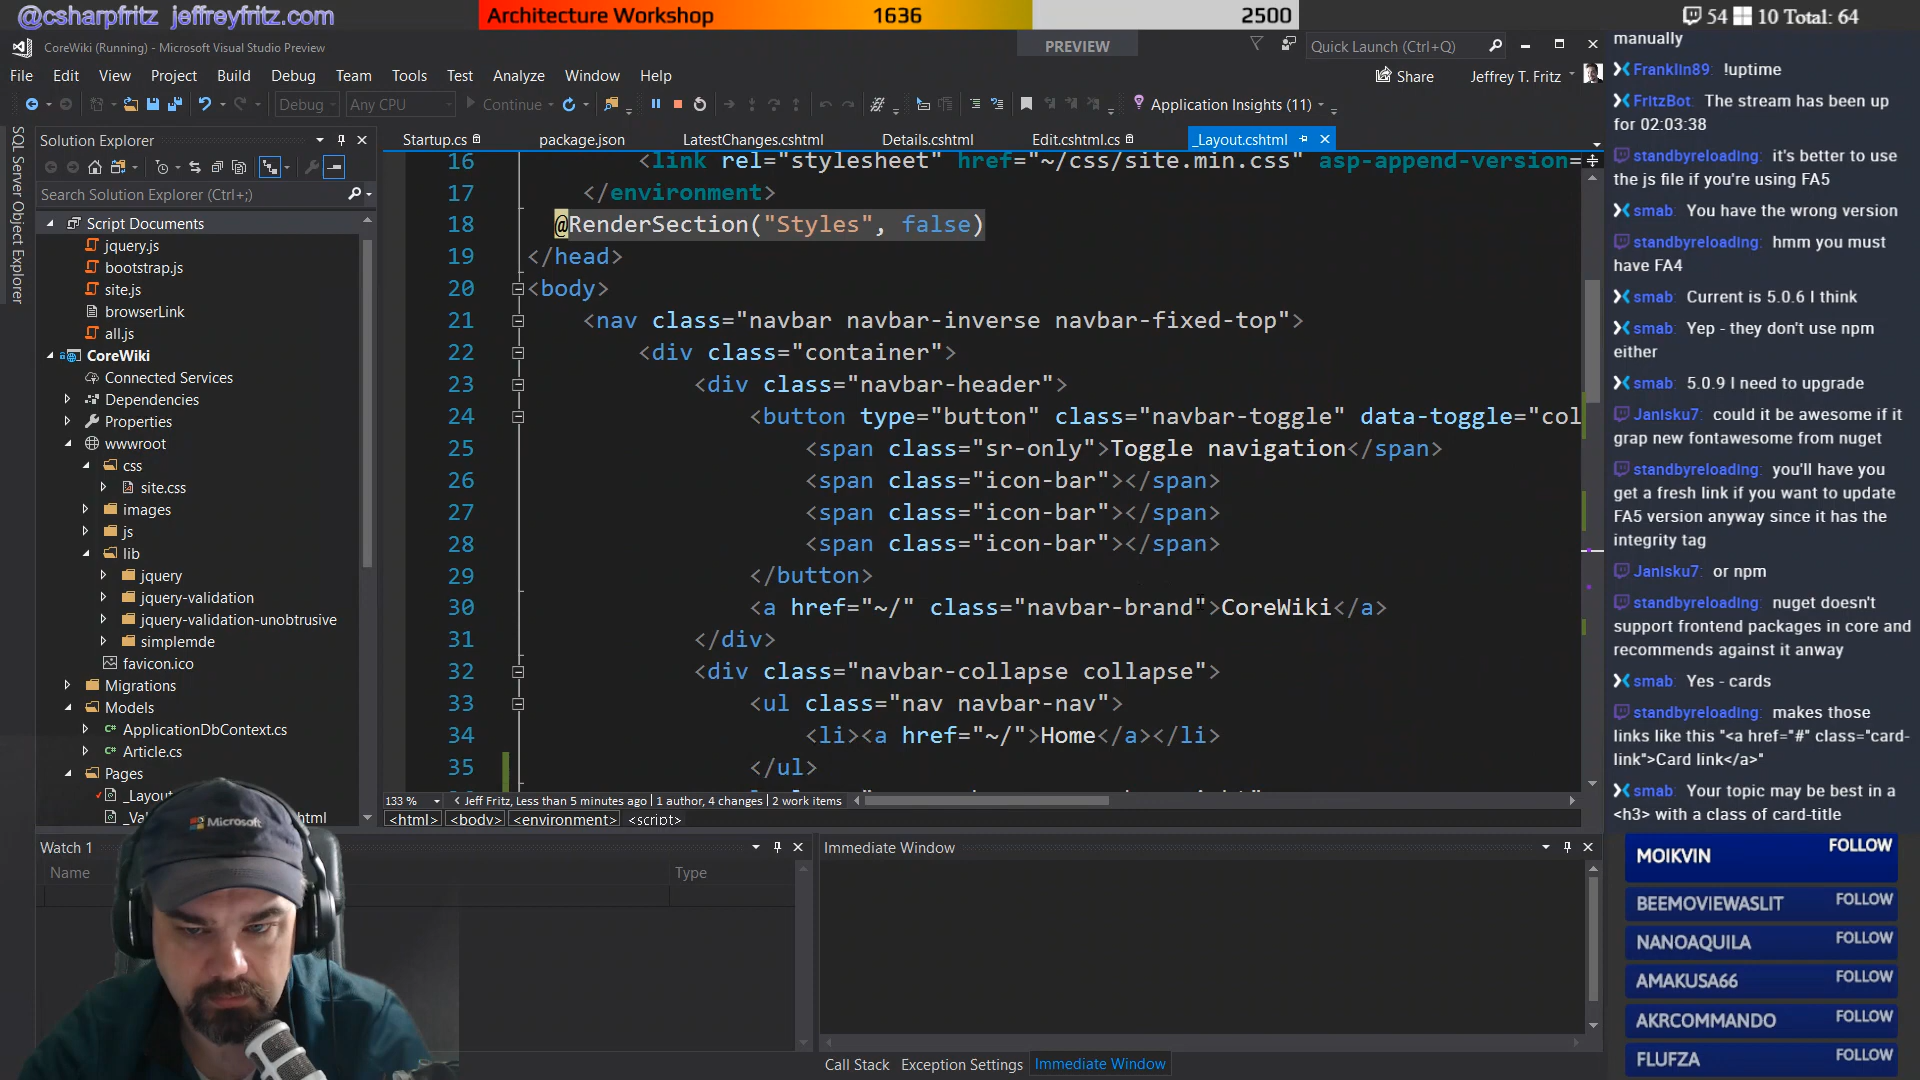 @csharpfritz jeffreyfritz.com
Architecture Workshop 1636 2500
54 10 Total: 64
CoreWiki (Running) - Microsoft Visual Studio Preview
PREVIEW
Quick Launch (Ctrl+Q)
File Edit View Project Build Debug Team Tools Test Analyze Window Help
Share
Jeffrey T. Fritz
Debug Any CPU Continue Application Insights (11)
SQL Server Object Explorer
Solution Explorer
Search Solution Explorer (Ctrl+;)
Script Documents
jquery.js
bootstrap.js
site.js
browserLink
all.js
CoreWiki
Connected Services
Dependencies
Properties
wwwroot
css
site.css
images
js
lib
jquery
jquery-validation
jquery-validation-unobtrusive
simplemde
favicon.ico
Migrations
Models
ApplicationDbContext.cs
Article.cs
Pages
Startup.cs package.json LatestChanges.cshtml Details.cshtml Edit.cshtml.cs _Layout.cshtml
16 <link rel="stylesheet" href="~/css/site.min.css" asp-append-version=
17 </environment>
18 @RenderSection("Styles", false)
19 </head>
20 <body>
21 <nav class="navbar navbar-inverse navbar-fixed-top">
22 <div class="container">
23 <div class="navbar-header">
24 <button type="button" class="navbar-toggle" data-toggle="col
25 <span class="sr-only">Toggle navigation</span>
26 <span class="icon-bar"></span>
27 <span class="icon-bar"></span>
28 <span class="icon-bar"></span>
29 </button>
30 <a href="~/" class="navbar-brand">CoreWiki</a>
31 </div>
32 <div class="navbar-collapse collapse">
33 <ul class="nav navbar-nav">
34 <li><a href="~/">Home</a></li>
35 </ul>
133 % Jeff Fritz, Less than 5 minutes ago | 1 author, 4 changes | 2 work items
<html> <body> <environment> <script>
Watch 1
Name Type
Immediate Window
Call Stack Exception Settings Immediate Window
Microsoft
manually
Franklin89: !uptime
FritzBot: The stream has been up
for 02:03:38
standbyreloading: it's better to use
the js file if you're using FA5
smab: You have the wrong version
standbyreloading: hmm you must
have FA4
smab: Current is 5.0.6 I think
smab: Yep - they don't use npm
either
smab: 5.0.9 I need to upgrade
Janisku7: could it be awesome if it
grap new fontawesome from nuget
standbyreloading: you'll have you
get a fresh link if you want to update
FA5 version anyway since it has the
integrity tag
Janisku7: or npm
standbyreloading: nuget doesn't
support frontend packages in core and
recommends against it anway
smab: Yes - cards
standbyreloading: makes those
links like this "<a href="#" class="card-
link">Card link</a>"
smab: Your topic may be best in a
<h3> with a class of card-title
MOIKVIN FOLLOW
BEEMOVIEWASLIT FOLLOW
NANOAQUILA FOLLOW
AMAKUSA66 FOLLOW
AKRCOMMANDO FOLLOW
FLUFZA FOLLOW